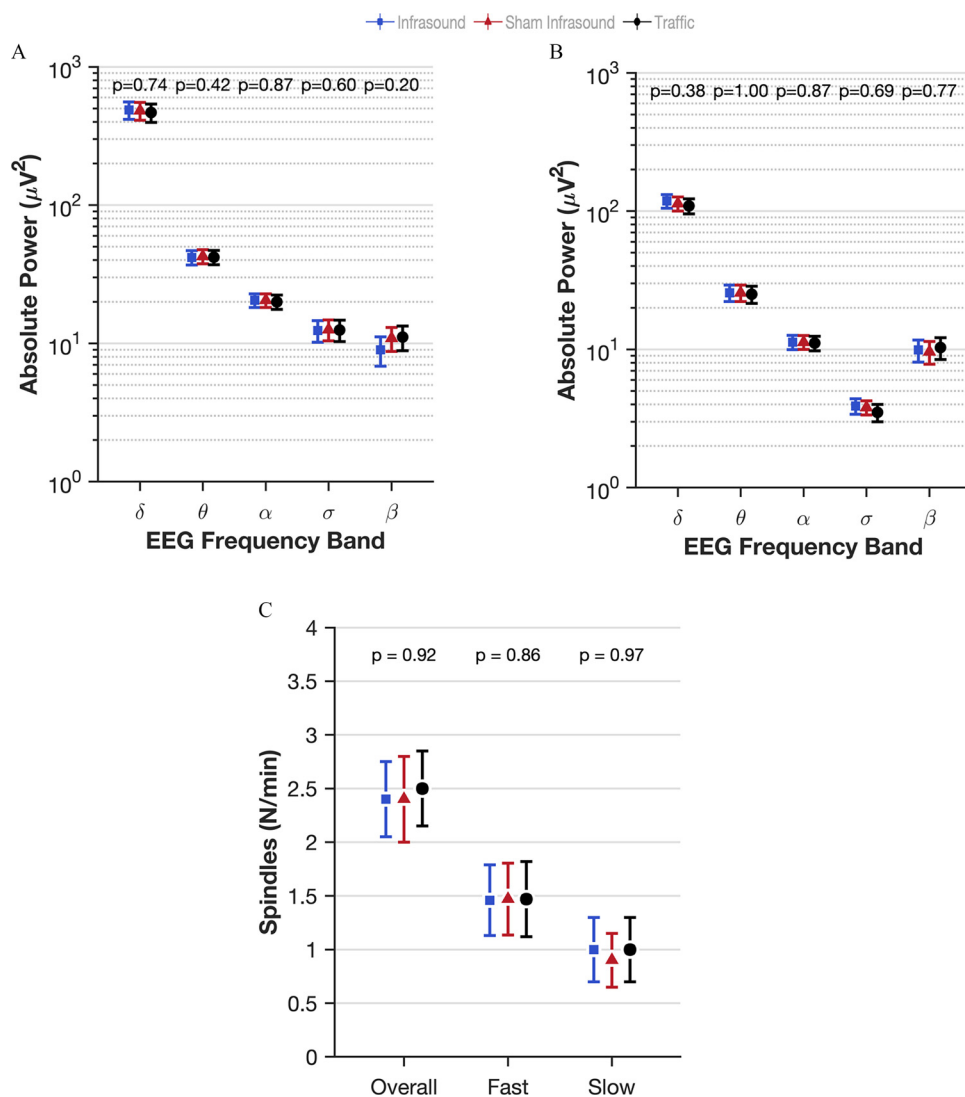 Infrasound Sham Infrasound Traffic
A
10³
p=0.74 p=0.42 p=0.87 p=0.60 p=0.20
10²
10¹
10⁰
Absolute Power (μV²)
δ θ α σ β
EEG Frequency Band
B
10³
p=0.38 p=1.00 p=0.87 p=0.69 p=0.77
10²
10¹
10⁰
Absolute Power (μV²)
δ θ α σ β
EEG Frequency Band
C
4
p = 0.92 p = 0.86 p = 0.97
3.5
3
2.5
2
1.5
1
0.5
0
Spindles (N/min)
Overall Fast Slow